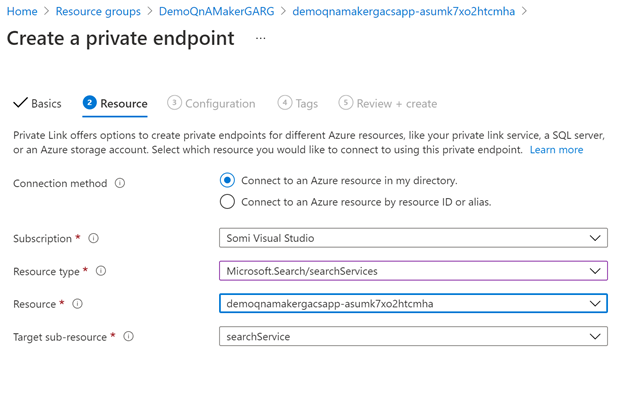 Home > Resource groups > DemoQnAMakerGARG > demoqnamakergacsapp-asumk7xo2htcmha >
Create a private endpoint ...
Basics 2 Resource 3 Configuration 4 Tags 5 Review + create
Private Link offers options to create private endpoints for different Azure resources, like your private link service, a SQL server,
or an Azure storage account. Select which resource you would like to connect to using this private endpoint. Learn more
Connection method Connect to an Azure resource in my directory.
Connect to an Azure resource by resource ID or alias.
Subscription * Somi Visual Studio
Resource type * Microsoft.Search/searchServices
Resource * demoqnamakergacsapp-asumk7xo2htcmha
Target sub-resource * searchService